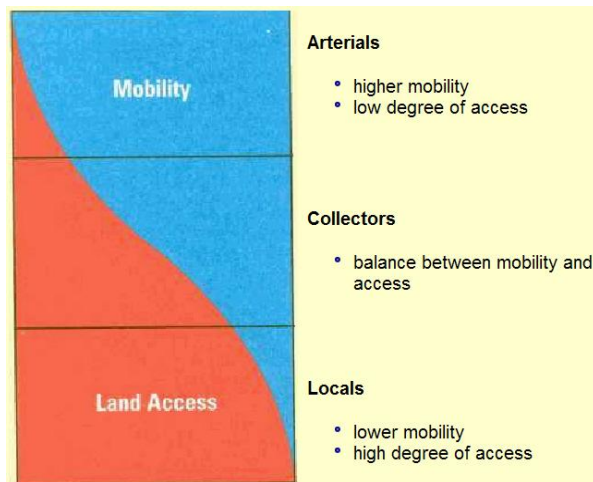 Mobility
Land Access
Arterials
higher mobility
low degree of access
Collectors
balance between mobility and
access
Locals
lower mobility
high degree of access